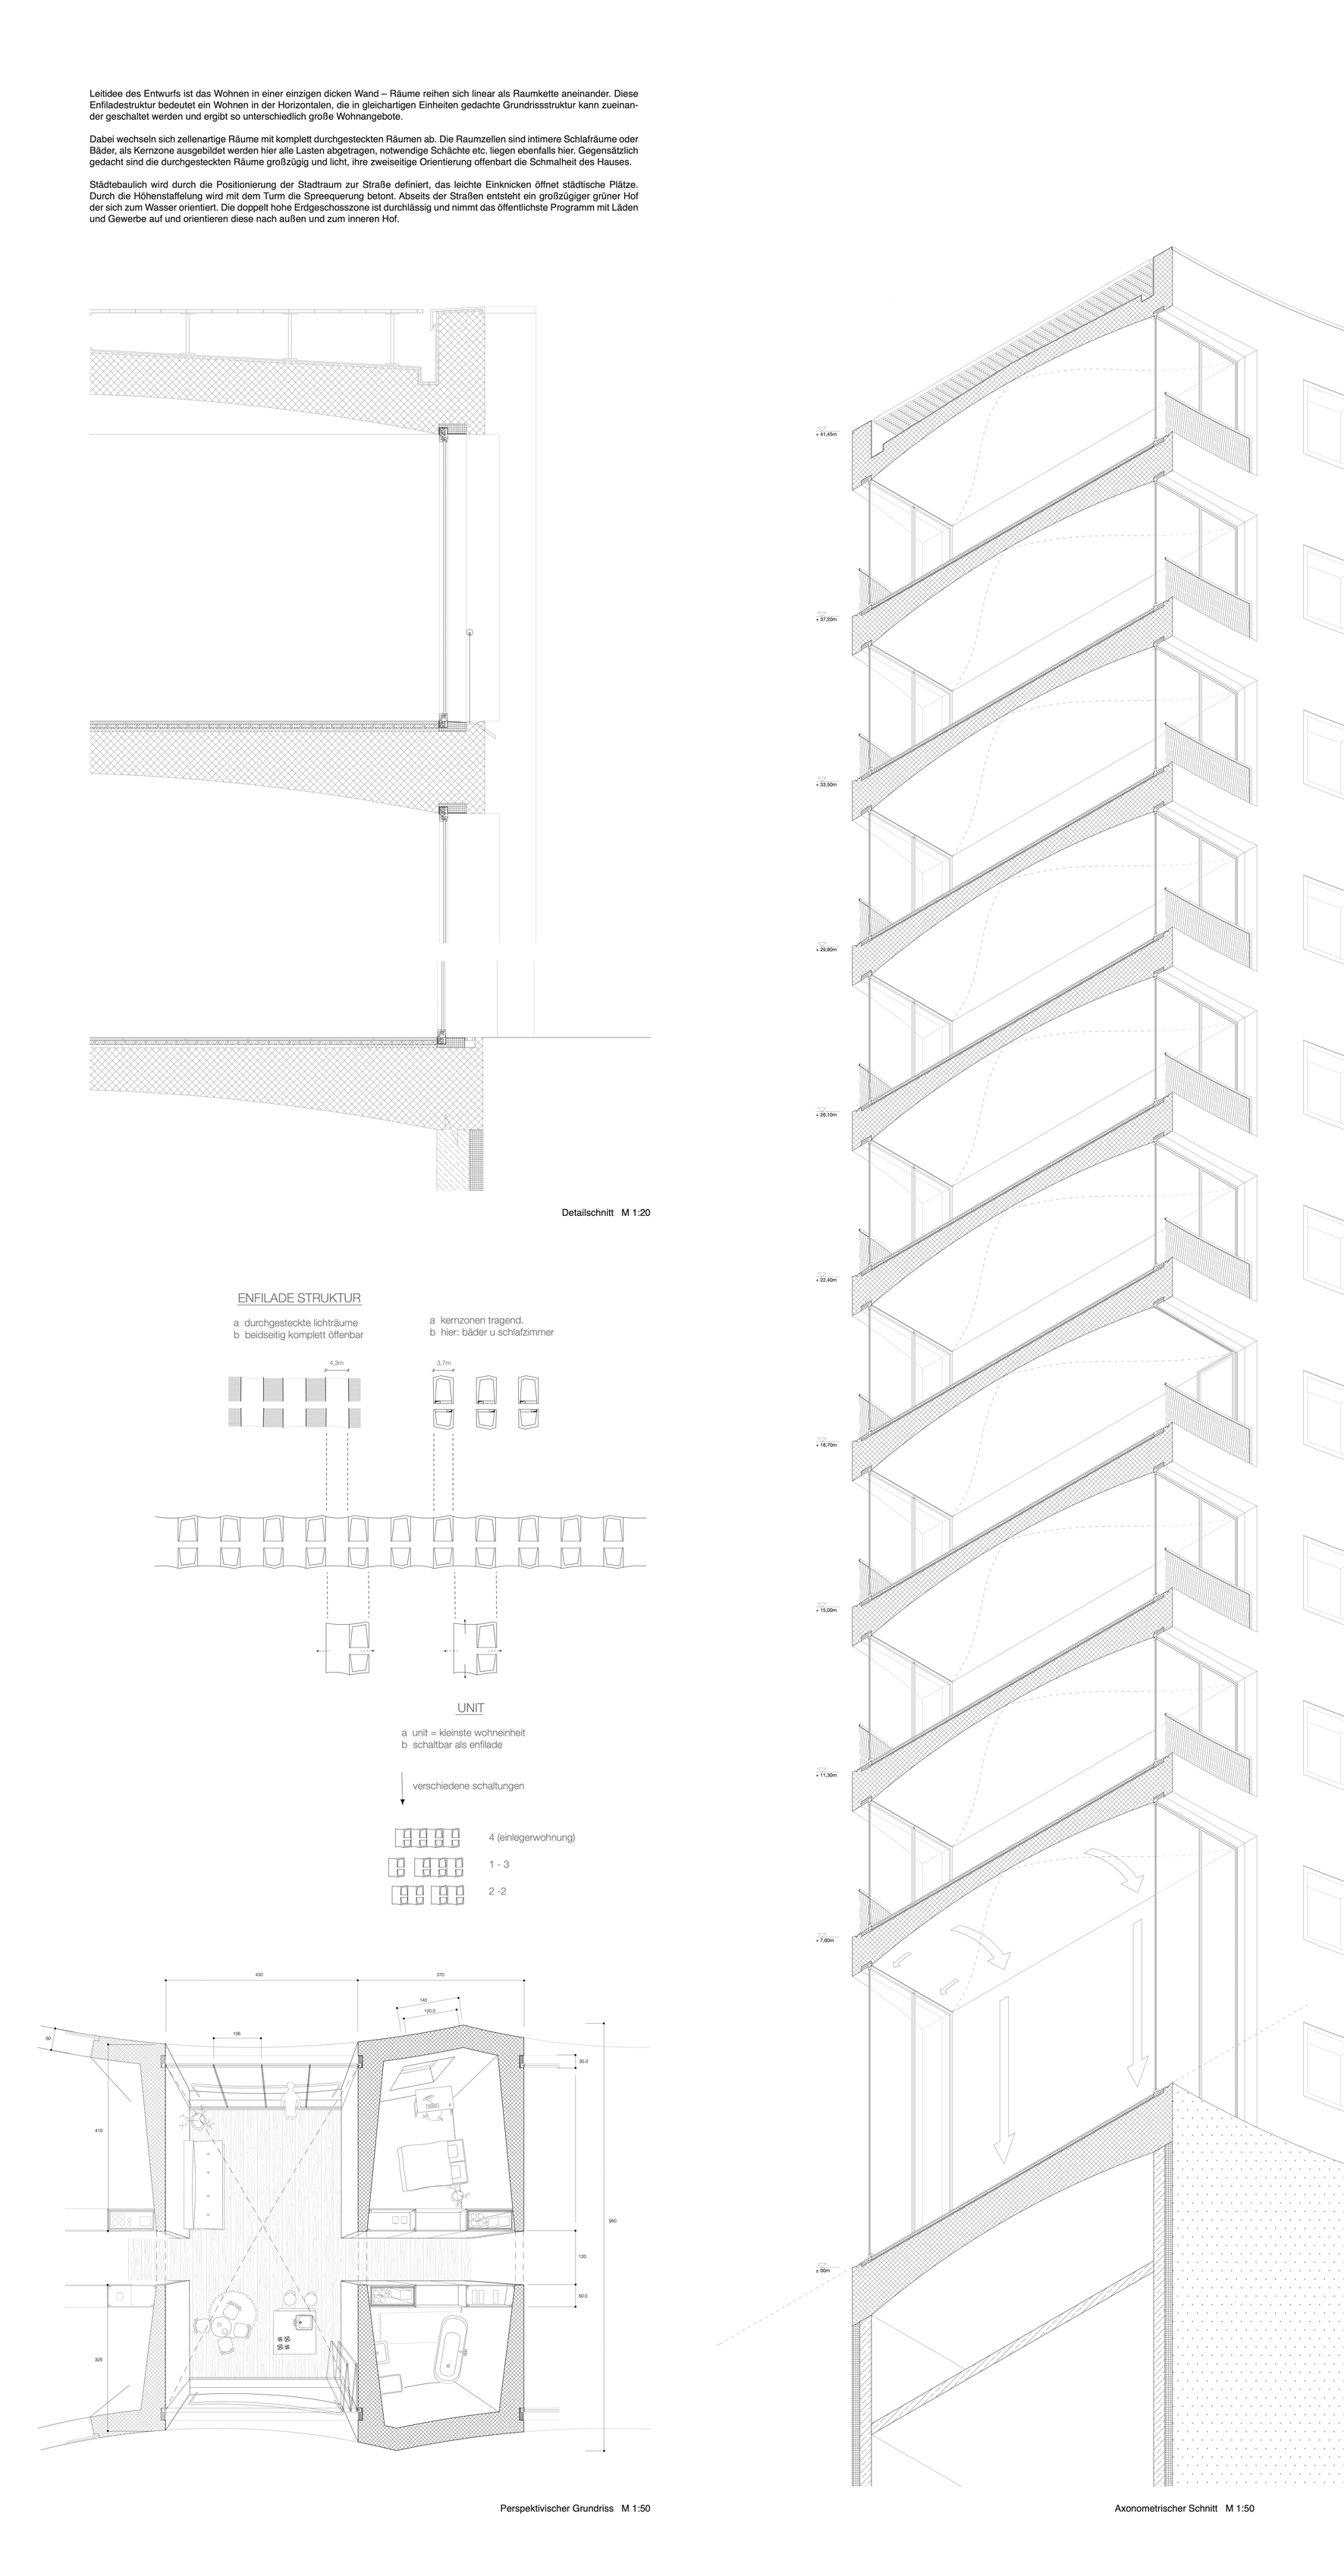 Leitidee des Entwurfs ist das Wohnen in einer einzigen dicken Wand – Räume reihen sich linear als Raumkette aneinander. Diese
Enfiladestruktur bedeutet ein Wohnen in der Horizontalen, die in gleichartigen Einheiten gedachte Grundrissstruktur kann zueinan-
der geschaltet werden und ergibt so unterschiedlich große Wohnangebote.
Dabei wechseln sich zellenartige Räume mit komplett durchgesteckten Räumen ab. Die Raumzellen sind intimere Schlafräume oder
Bäder, als Kernzone ausgebildet werden hier alle Lasten abgetragen, notwendige Schächte etc. liegen ebenfalls hier. Gegensätzlich
gedacht sind die durchgesteckten Räume großzügig und licht, ihre zweiseitige Orientierung offenbart die Schmalheit des Hauses.
Städtebaulich wird durch die Positionierung der Stadtraum zur Straße definiert, das leichte Einknicken öffnet städtische Plätze.
Durch die Höhenstaffelung wird mit dem Turm die Spreequerung betont. Abseits der Straßen entsteht ein großzügiger grüner Hof
der sich zum Wasser orientiert. Die doppelt hohe Erdgeschosszone ist durchlässig und nimmt das öffentlichste Programm mit Läden
und Gewerbe auf und orientieren diese nach außen und zum inneren Hof.
Detailschnitt M 1:20
ENFILADE STRUKTUR
a durchgesteckte lichträume
b beidseitig komplett öffenbar
a kernzonen tragend.
b hier: bäder u schlafzimmer
4,3m
3,7m
UNIT
a unit = kleinste wohneinheit
b schaltbar als enfilade
verschiedene schaltungen
4 (einlegerwohnung)
1 - 3
2 -2
430
370
140
120,0
106
50
30,0
415
960
120
50,0
325
Perspektivischer Grundriss M 1:50
+ 41,45m
+ 37,20m
+ 33,50m
+ 29,80m
+ 26,10m
+ 22,40m
+ 18,70m
+ 15,00m
+ 11,30m
+ 7,60m
± 00m
Axonometrischer Schnitt M 1:50